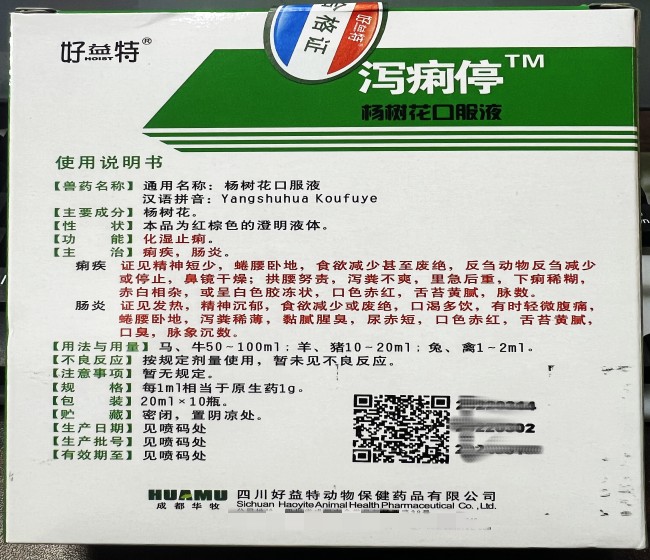 合格证
好益特
好益特®
HOIST
泻痢停™
杨树花口服液
使用说明书
【兽药名称】通用名称：杨树花口服液
汉语拼音：Yangshuhua Koufuye
【主要成分】杨树花。
【性　　状】本品为红棕色的澄明液体。
【功　　能】化湿止痢。
【主　　治】痢疾，肠炎。
痢疾　证见精神短少，蜷腰卧地，食欲减少甚至废绝，反刍动物反刍减少
或停止，鼻镜干燥；拱腰努责，泻粪不爽，里急后重，下痢稀糊，
赤白相杂，或呈白色胶冻状，口色赤红，舌苔黄腻，脉数。
肠炎　证见发热，精神沉郁，食欲减少或废绝，口渴多饮，有时轻微腹痛，
蜷腰卧地，泻粪稀薄，黏腻腥臭，尿赤短，口色赤红，舌苔黄腻，
口臭，脉象沉数。
【用法与用量】马、牛50～100ml；羊、猪10～20ml；兔、禽1～2ml。
【不良反应】按规定剂量使用，暂未见不良反应。
【注意事项】暂无规定。
【规　　格】每1ml相当于原生药1g。
【包　　装】20ml×10瓶。
【贮　　藏】密闭，置阴凉处。
【生产日期】见喷码处
【生产批号】见喷码处
【有效期至】见喷码处
HUAMU
成都华牧
四川好益特动物保健药品有限公司
Sichuan Haoyite Animal Health Pharmaceutical Co.,Ltd.